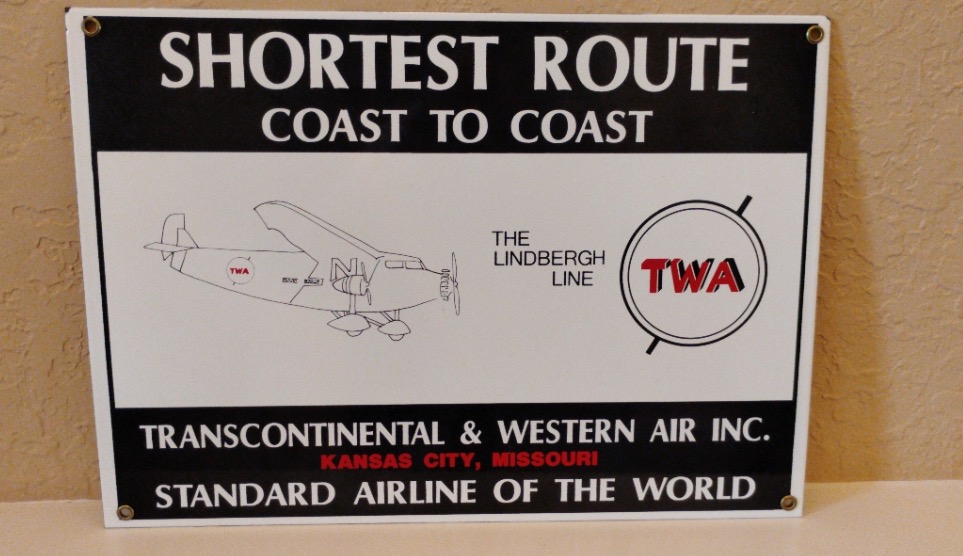 SHORTEST ROUTE
COAST TO COAST
THE
LINDBERGH
LINE
TWA
TWA
N
TRANSCONTINENTAL & WESTERN AIR INC.
KANSAS CITY, MISSOURI
STANDARD AIRLINE OF THE WORLD